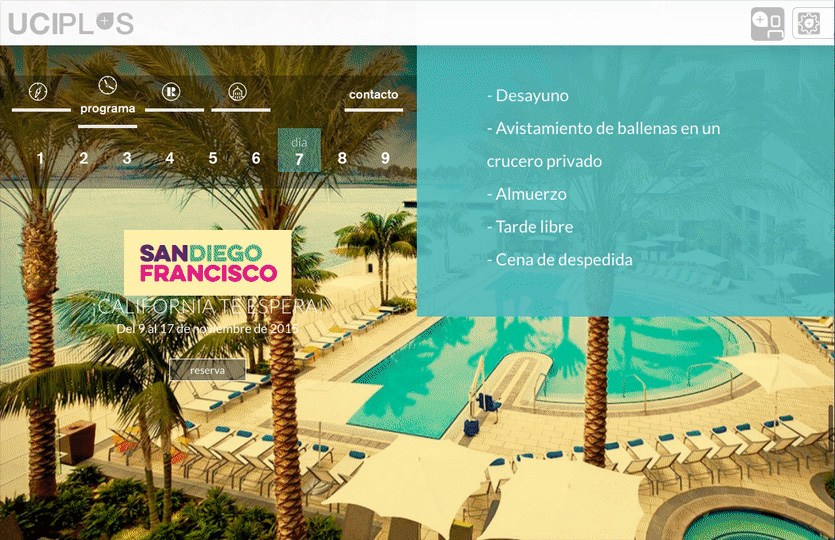 UCIPLUS
programa
contacto
día
1 2 3 4 5 6 7 8 9
SANDIEGO
FRANCISCO
¡CALIFORNIA TE ESPERA!
Del 9 al 17 de noviembre de 2015
reserva
- Desayuno
- Avistamiento de ballenas en un
crucero privado
- Almuerzo
- Tarde libre
- Cena de despedida